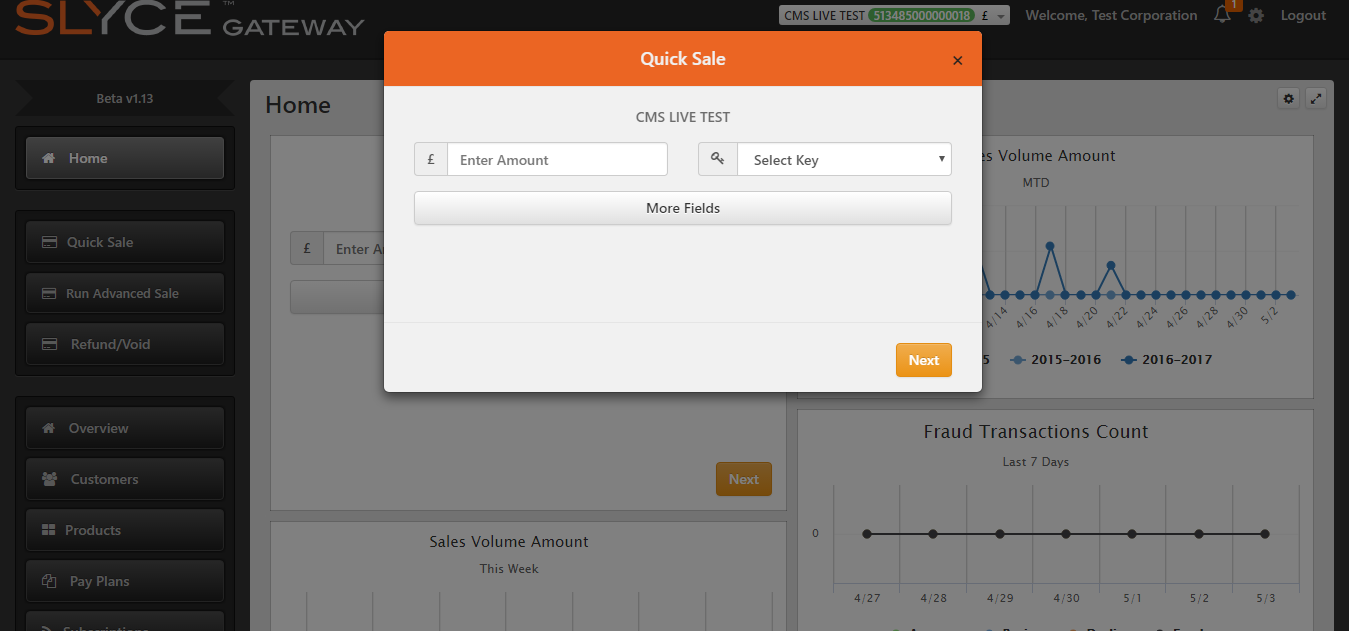 SLYCE™ GATEWAY
CMS LIVE TEST 513485000000018 £
Welcome, Test Corporation
1
Logout
Quick Sale
×
CMS LIVE TEST
£ Enter Amount
Select Key
More Fields
Next
Beta v1.13
Home
Quick Sale
Run Advanced Sale
Refund/Void
Overview
Customers
Products
Pay Plans
Subscriptions
Home
£ Enter A
Next
Sales Volume Amount
This Week
es Volume Amount
MTD
4/14 4/16 4/18 4/20 4/22 4/24 4/26 4/28 4/30 5/2
5 2015-2016 2016-2017
Fraud Transactions Count
Last 7 Days
0
4/27 4/28 4/29 4/30 5/1 5/2 5/3